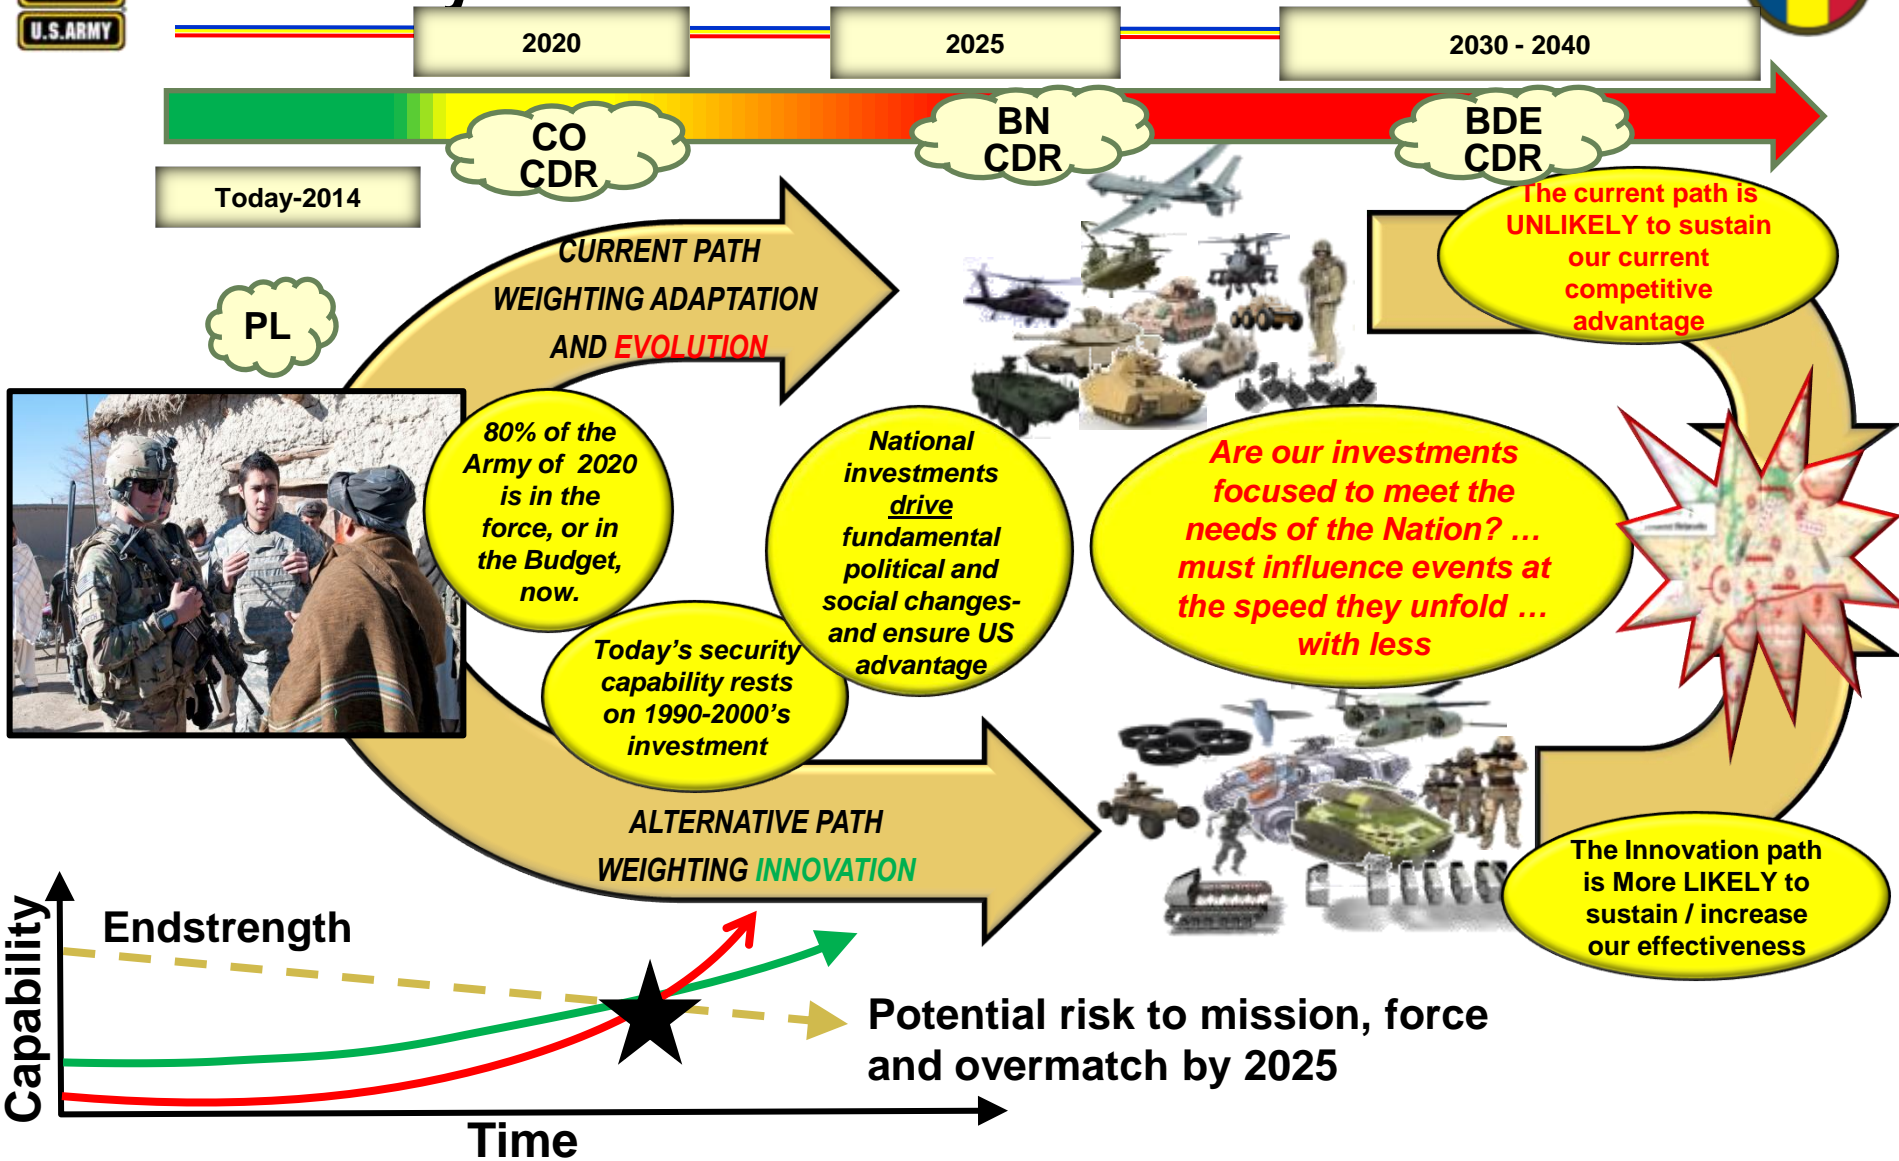 U.S.ARMY
2020
2025
2030 - 2040
CO
CDR
BN
CDR
BDE
CDR
Today-2014
PL
CURRENT PATH
WEIGHTING ADAPTATION
AND EVOLUTION
The current path is
UNLIKELY to sustain
our current
competitive
advantage
80% of the
Army of 2020
is in the
force, or in
the Budget,
now.
National
investments
drive
fundamental
political and
social changes-
and ensure US
advantage
Are our investments
focused to meet the
needs of the Nation? …
must influence events at
the speed they unfold …
with less
Today's security
capability rests
on 1990-2000's
investment
ALTERNATIVE PATH
WEIGHTING INNOVATION
The Innovation path
is More LIKELY to
sustain / increase
our effectiveness
Capability
Endstrength
Potential risk to mission, force
and overmatch by 2025
Time